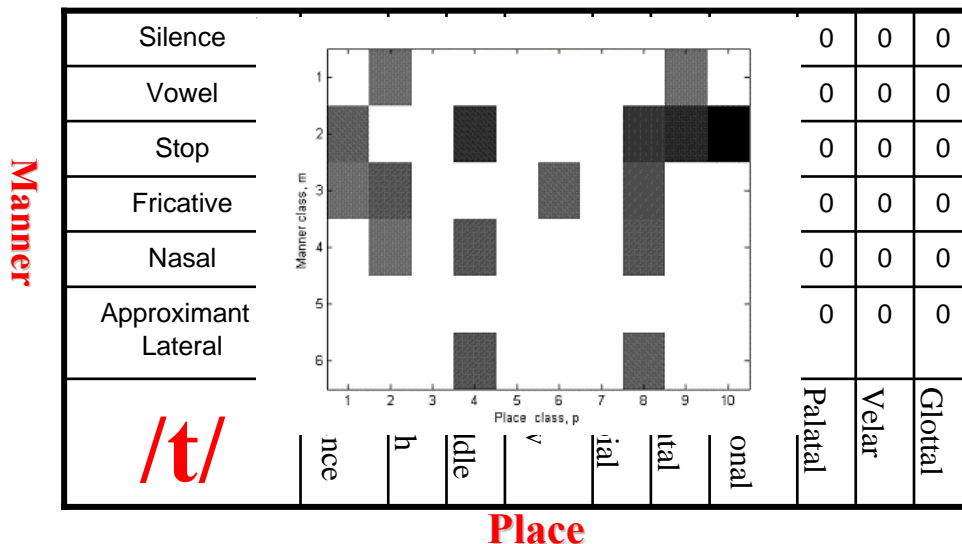 Manner
Silence 0 0 0
Vowel 0 0 0
Stop 0 0 0
Fricative 0 0 0
Nasal 0 0 0
Approximant
Lateral 0 0 0
Manner class, m
1
2
3
4
5
6
1 2 3 4 5 6 7 8 9 10
Place class, p
/t/ nce h ddle ial tal onal Palatal Velar Glottal
Place